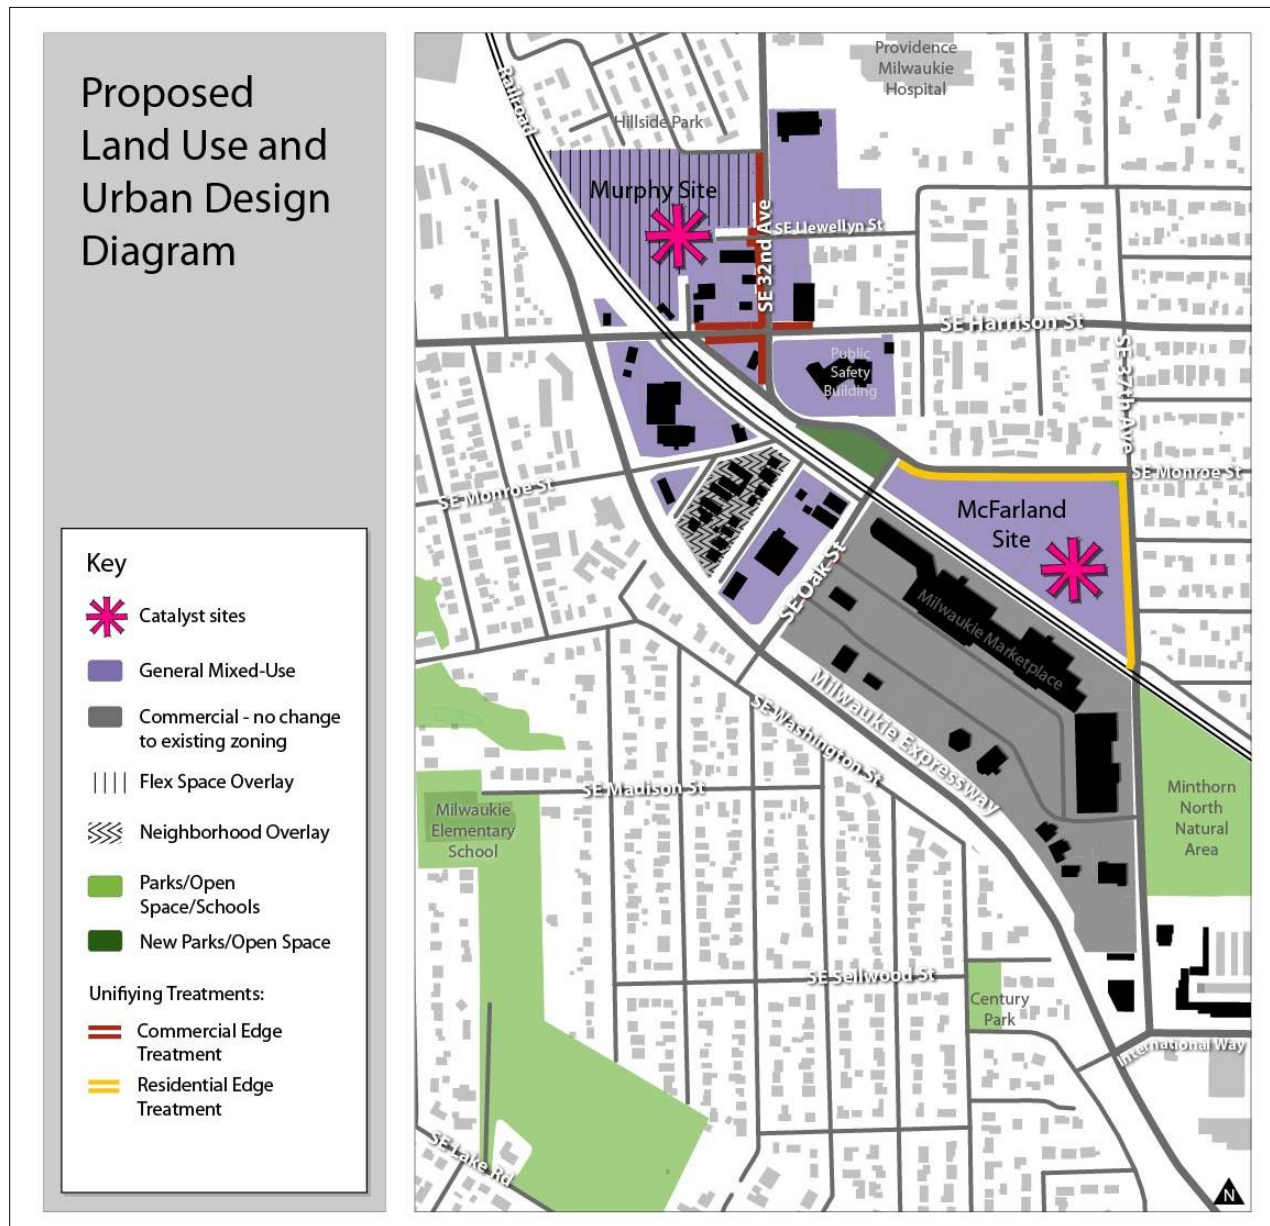 Proposed
Land Use and
Urban Design
Diagram
Key
Catalyst sites
General Mixed-Use
Commercial - no change
to existing zoning
Flex Space Overlay
Neighborhood Overlay
Parks/Open
Space/Schools
New Parks/Open Space
Unifiying Treatments:
Commercial Edge
Treatment
Residential Edge
Treatment
Railroad
Providence
Milwaukie
Hospital
Hillside Park
Murphy Site
SE 32nd Ave
SE Llewellyn St
SE Harrison St
SE 37th Ave
Public
Safety
Building
SE Monroe St
SE Monroe St
McFarland
Site
SE Oak St
Milwaukie Marketplace
Milwaukie Expressway
SE Washington St
SE Madison St
Milwaukie
Elementary
School
Minthorn
North
Natural
Area
SE Sellwood St
Century
Park
International Way
SE Lake Rd
N